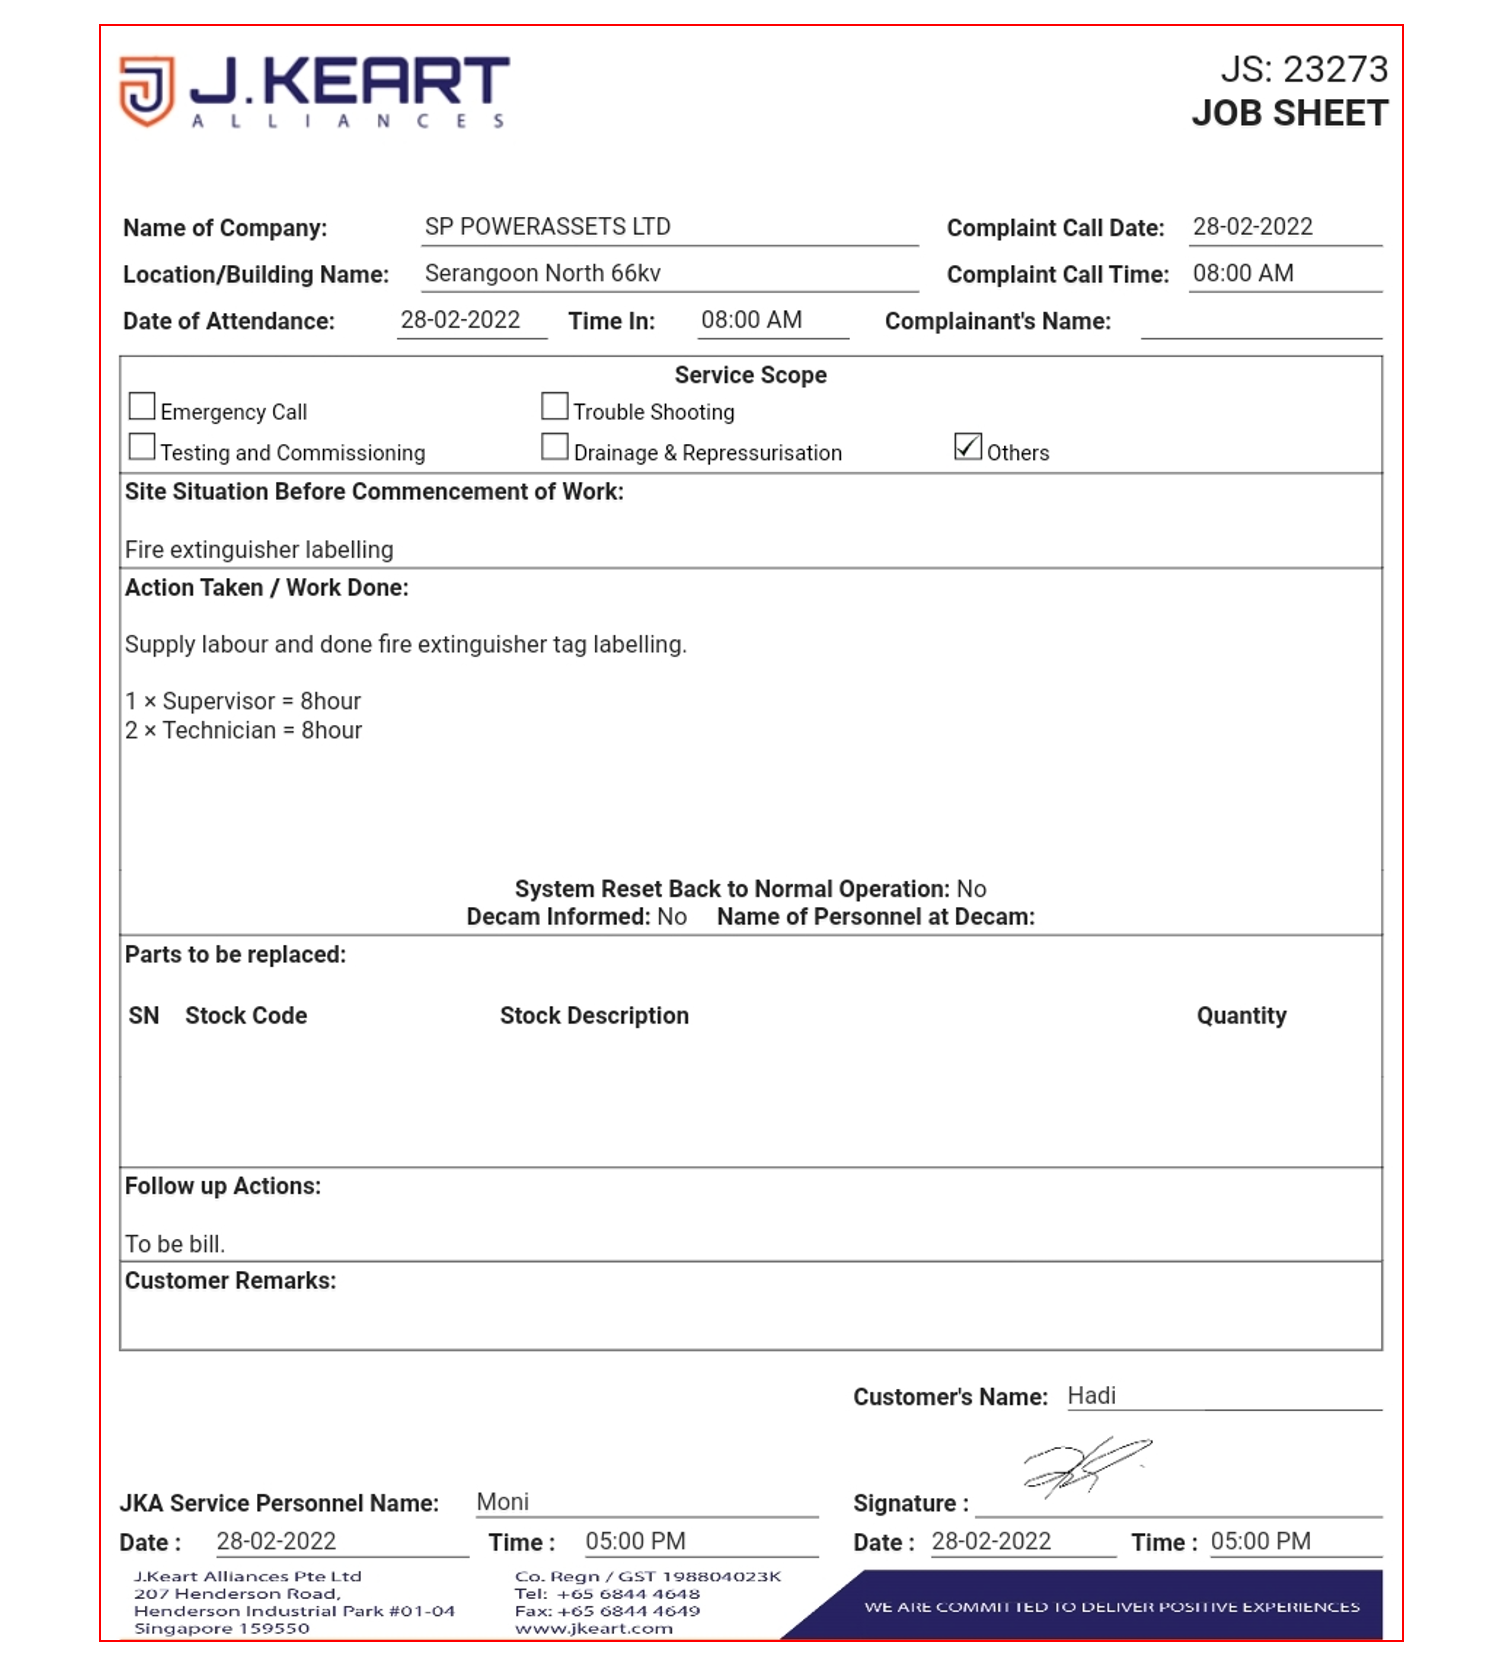 J.KEART
ALLIANCES
JS: 23273
JOB SHEET
Name of Company: SP POWERASSETS LTD Complaint Call Date: 28-02-2022
Location/Building Name: Serangoon North 66kv Complaint Call Time: 08:00 AM
Date of Attendance: 28-02-2022 Time In: 08:00 AM Complainant's Name:
Service Scope
Emergency Call Trouble Shooting
Testing and Commissioning Drainage & Repressurisation Others
Site Situation Before Commencement of Work:
Fire extinguisher labelling
Action Taken / Work Done:
Supply labour and done fire extinguisher tag labelling.
1 × Supervisor = 8hour
2 × Technician = 8hour
System Reset Back to Normal Operation: No
Decam Informed: No Name of Personnel at Decam:
Parts to be replaced:
SN Stock Code Stock Description Quantity
Follow up Actions:
To be bill.
Customer Remarks:
Customer's Name: Hadi
JKA Service Personnel Name: Moni Signature :
Date : 28-02-2022 Time : 05:00 PM Date : 28-02-2022 Time : 05:00 PM
J.Keart Alliances Pte Ltd
207 Henderson Road,
Henderson Industrial Park #01-04
Singapore 159550
Co. Regn / GST 198804023K
Tel: +65 6844 4648
Fax: +65 6844 4649
www.jkeart.com
WE ARE COMMITTED TO DELIVER POSITIVE EXPERIENCES